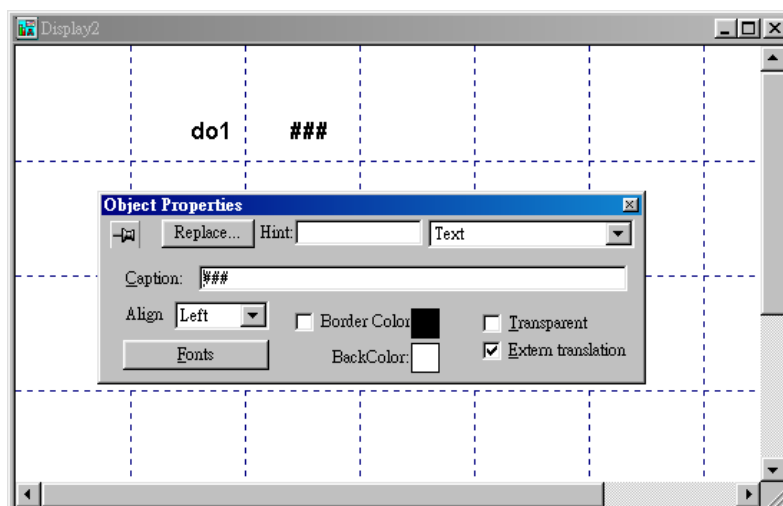 Display2
do1 ###
Object Properties
Replace... Hint: Text
Caption: ###
Align Left Border Color Transparent
Fonts BackColor: Extern translation